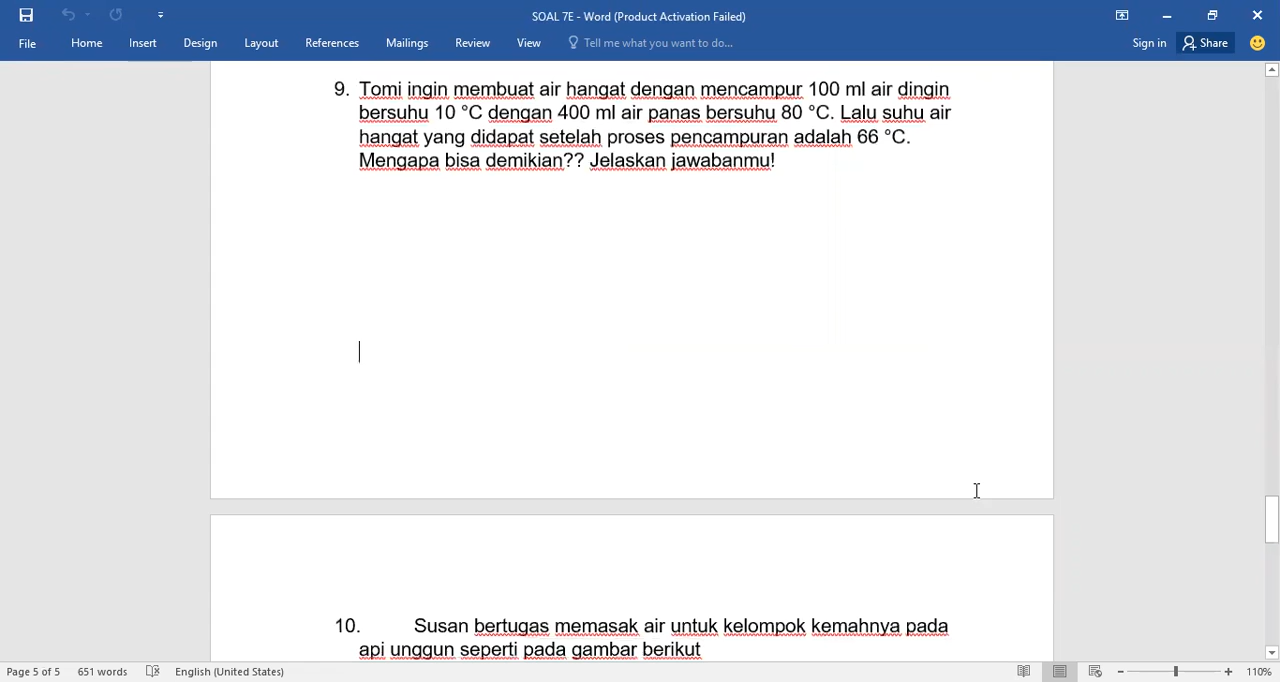 SOAL 7E - Word (Product Activation Failed)
File Home Insert Design Layout References Mailings Review View Tell me what you want to do... Sign in Share
9. Tomi ingin membuat air hangat dengan mencampur 100 ml air dingin
bersuhu 10 °C dengan 400 ml air panas bersuhu 80 °C. Lalu suhu air
hangat yang didapat setelah proses pencampuran adalah 66 °C.
Mengapa bisa demikian?? Jelaskan jawabanmu!
10. Susan bertugas memasak air untuk kelompok kemahnya pada
api unggun seperti pada gambar berikut
Page 5 of 5 651 words English (United States) 110%